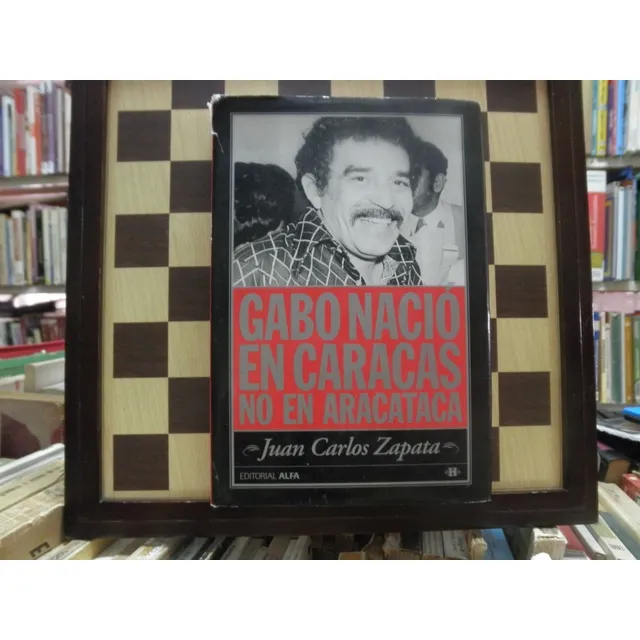 GABO NACIÓ
EN CARACAS
NO EN ARACATACA
Juan Carlos Zapata
EDITORIAL ALFA
H